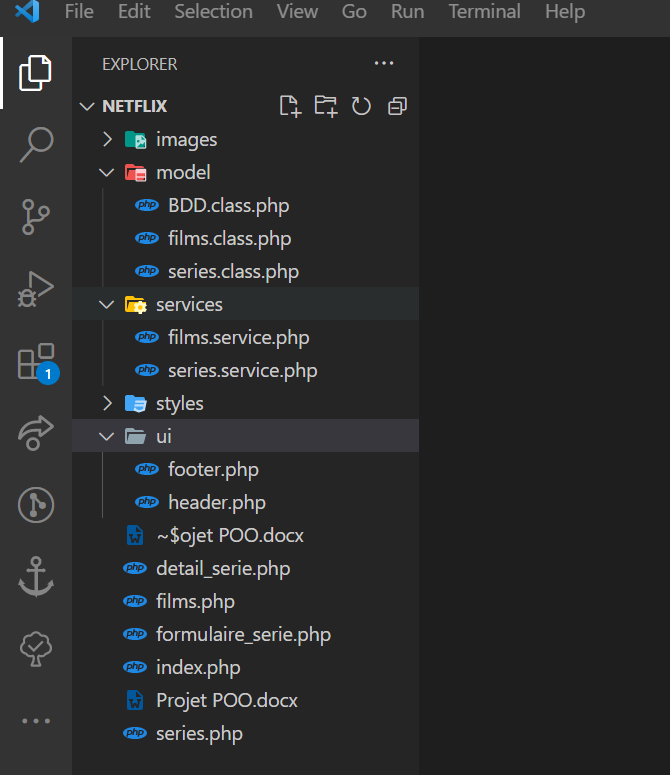 File Edit Selection View Go Run Terminal Help
EXPLORER
NETFLIX
images
model
php BDD.class.php
php films.class.php
php series.class.php
services
php films.service.php
php series.service.php
styles
ui
php footer.php
php header.php
~$ojet POO.docx
php detail_serie.php
php films.php
php formulaire_serie.php
php index.php
Projet POO.docx
php series.php
1